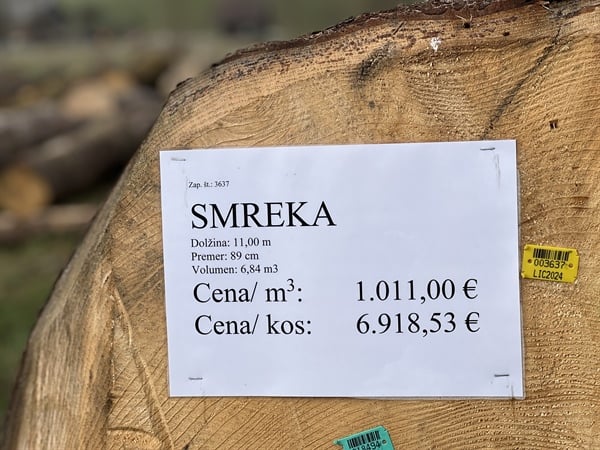 Zap. št.: 3637
SMREKA
Dolžina: 11,00 m
Premer: 89 cm
Volumen: 6,84 m3
Cena/ m³: 1.011,00 €
Cena/ kos: 6.918,53 €
003637
LIC2024